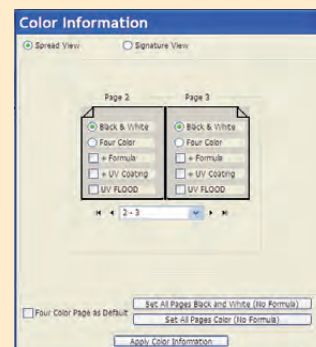 Color Information
Spread View Signature View
Page 2 Page 3
Black & White Black & White
Four Color Four Color
+ Formula + Formula
+ UV Coating + UV Coating
UV FLOOD UV FLOOD
2 - 3
Set All Pages Black and White (No Formula)
Four Color Page as Default
Set All Pages Color (No Formula)
Apply Color Information